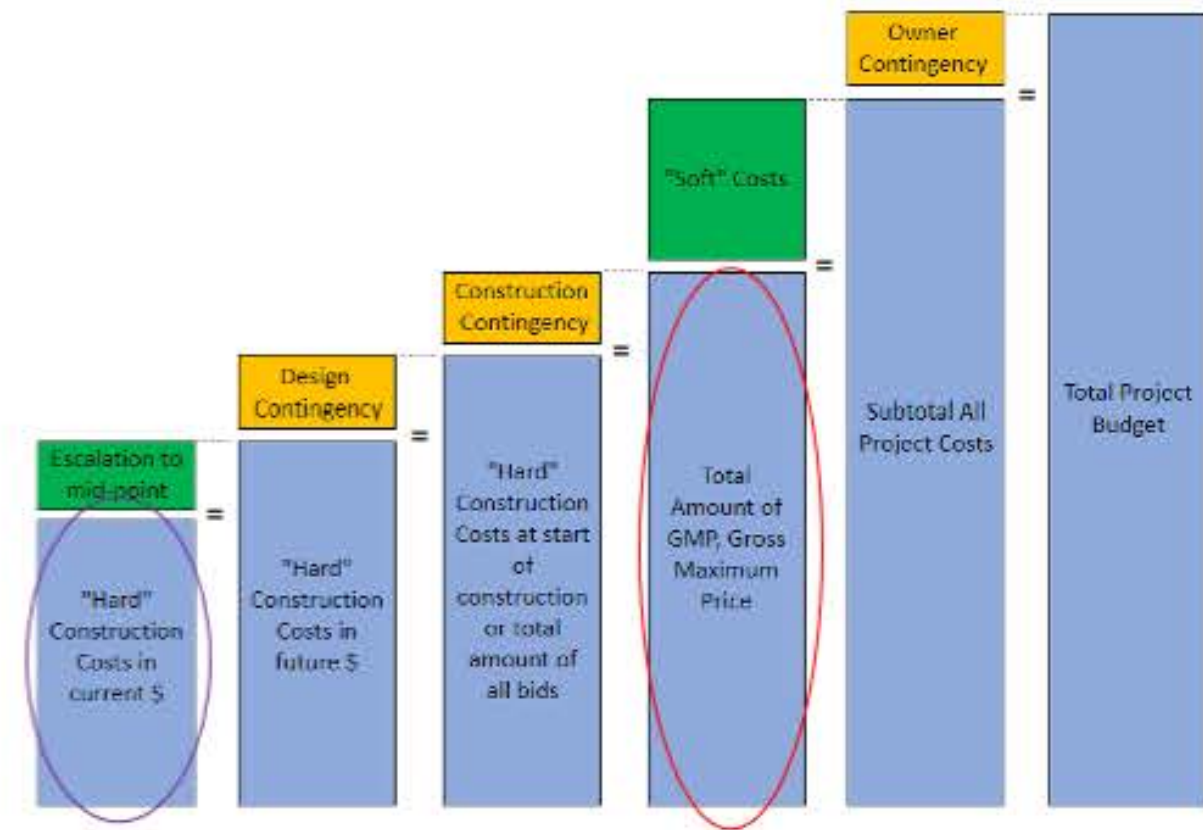 Escalation to
mid-point
"Hard"
Construction
Costs in
current $
=
Design
Contingency
"Hard"
Construction
Costs in
future $
=
Construction
Contingency
"Hard"
Construction
Costs at start
of
construction
or total
amount of
all bids
=
"Soft" Costs
Total
Amount of
GMP, Gross
Maximum
Price
=
Owner
Contingency
Subtotal All
Project Costs
=
Total Project
Budget